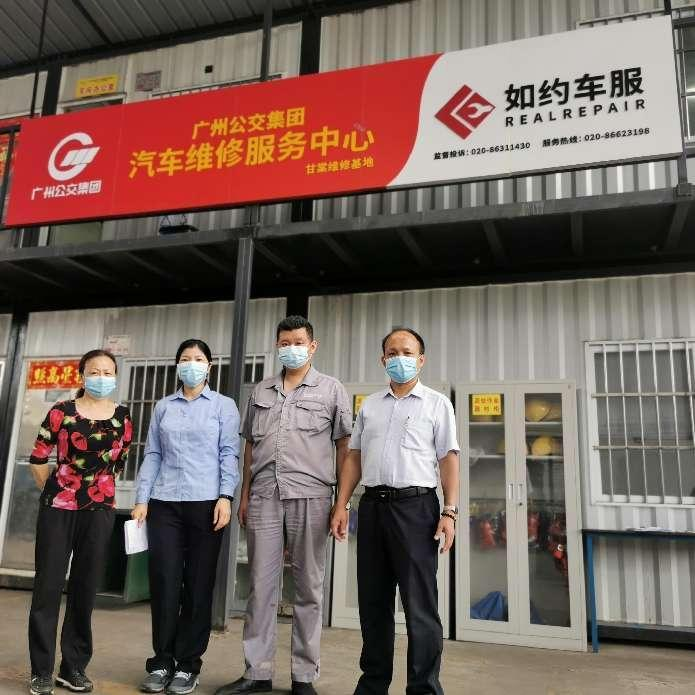 广州公交集团
广州公交集团
汽车维修服务中心
甘棠维修基地
如约车服
REALREPAIR
监督投诉：020-86311430 服务热线：020-86623198